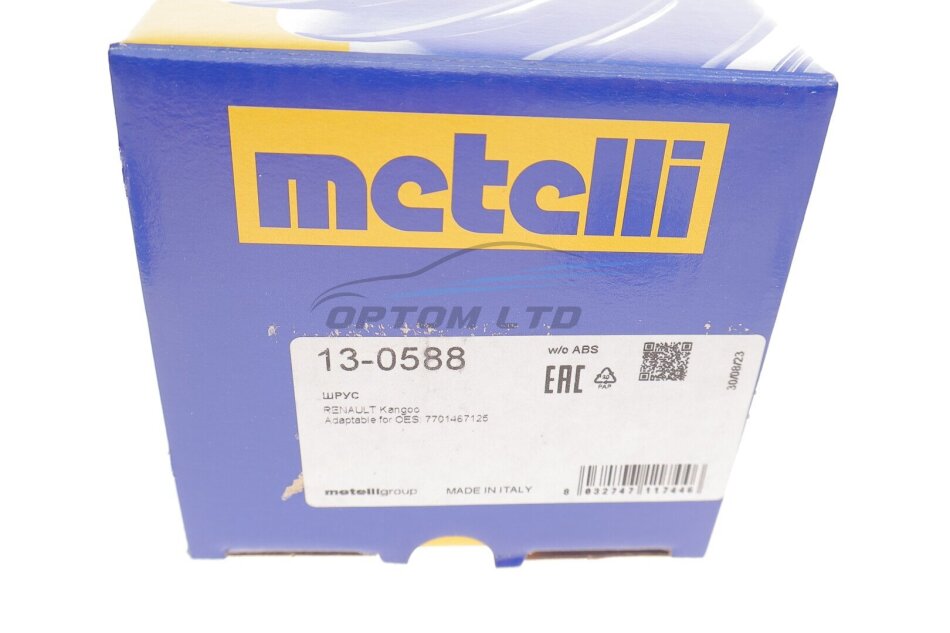 metelli
OPTOM LTD
13-0588
w/o ABS
EAC
PAP
30/08/23
ШРУС
RENAULT Kangoo
Adaptable for OES: 7701467125
metelligroup
MADE IN ITALY
8 032747 117446